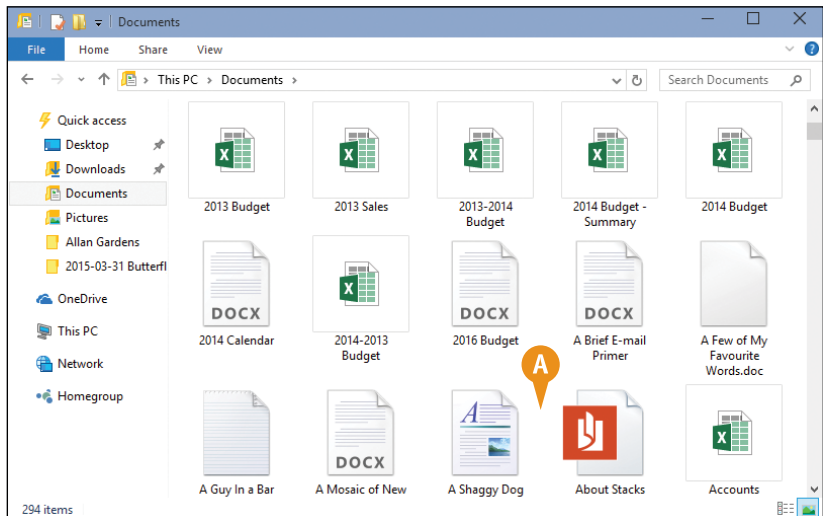 Documents
File Home Share View
This PC > Documents >
Search Documents
Quick access
Desktop
Downloads
Documents
Pictures
Allan Gardens
2015-03-31 Butterfl
OneDrive
This PC
Network
Homegroup
2013 Budget
2013 Sales
2013-2014
Budget
2014 Budget -
Summary
2014 Budget
DOCX
2014 Calendar
2014-2013
Budget
DOCX
2016 Budget
DOCX
A Brief E-mail
Primer
A Few of My
Favourite
Words.doc
A
A Guy In a Bar
DOCX
A Mosaic of New
A
A Shaggy Dog
About Stacks
Accounts
294 items